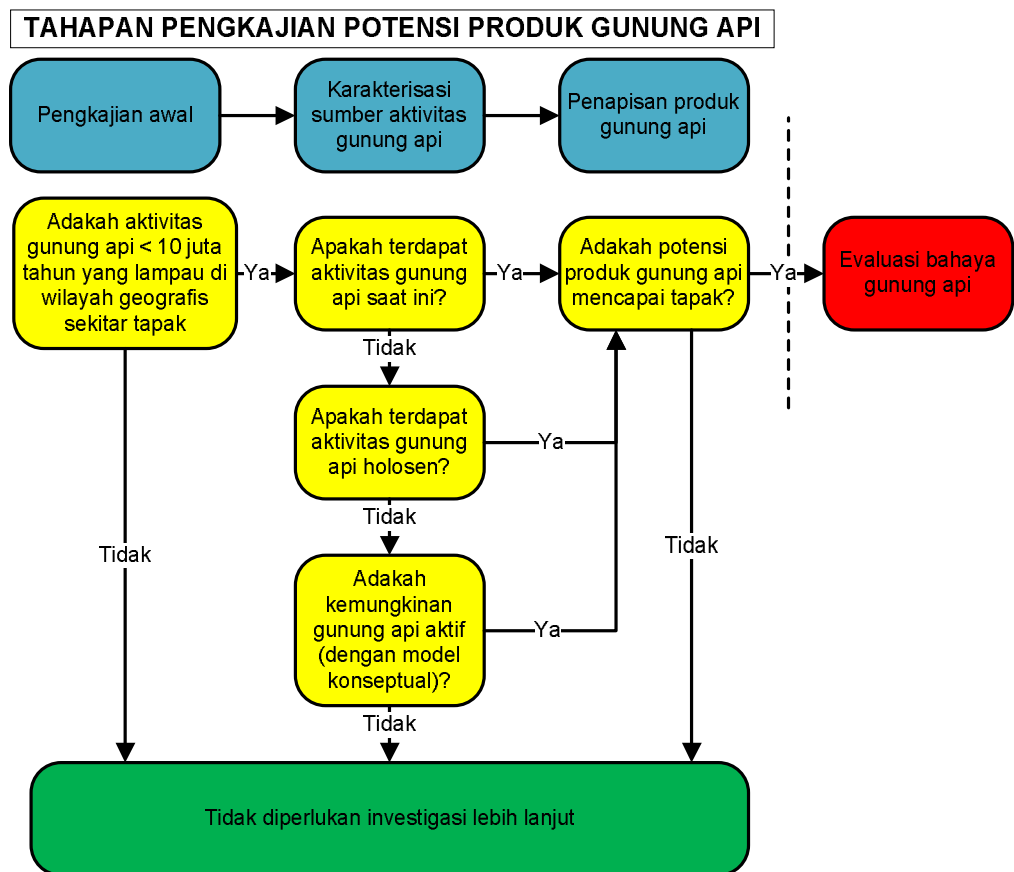 TAHAPAN PENGKAJIAN POTENSI PRODUK GUNUNG API
Pengkajian awal
Karakterisasi
sumber aktivitas
gunung api
Penapisan produk
gunung api
Adakah aktivitas
gunung api < 10 juta
tahun yang lampau di
wilayah geografis
sekitar tapak
Ya
Apakah terdapat
aktivitas gunung
api saat ini?
Ya
Adakah potensi
produk gunung api
mencapai tapak?
Ya
Evaluasi bahaya
gunung api
Tidak
Apakah terdapat
aktivitas gunung
api holosen?
Ya
Tidak
Tidak
Tidak
Adakah
kemungkinan
gunung api aktif
(dengan model
konseptual)?
Ya
Tidak
Tidak diperlukan investigasi lebih lanjut